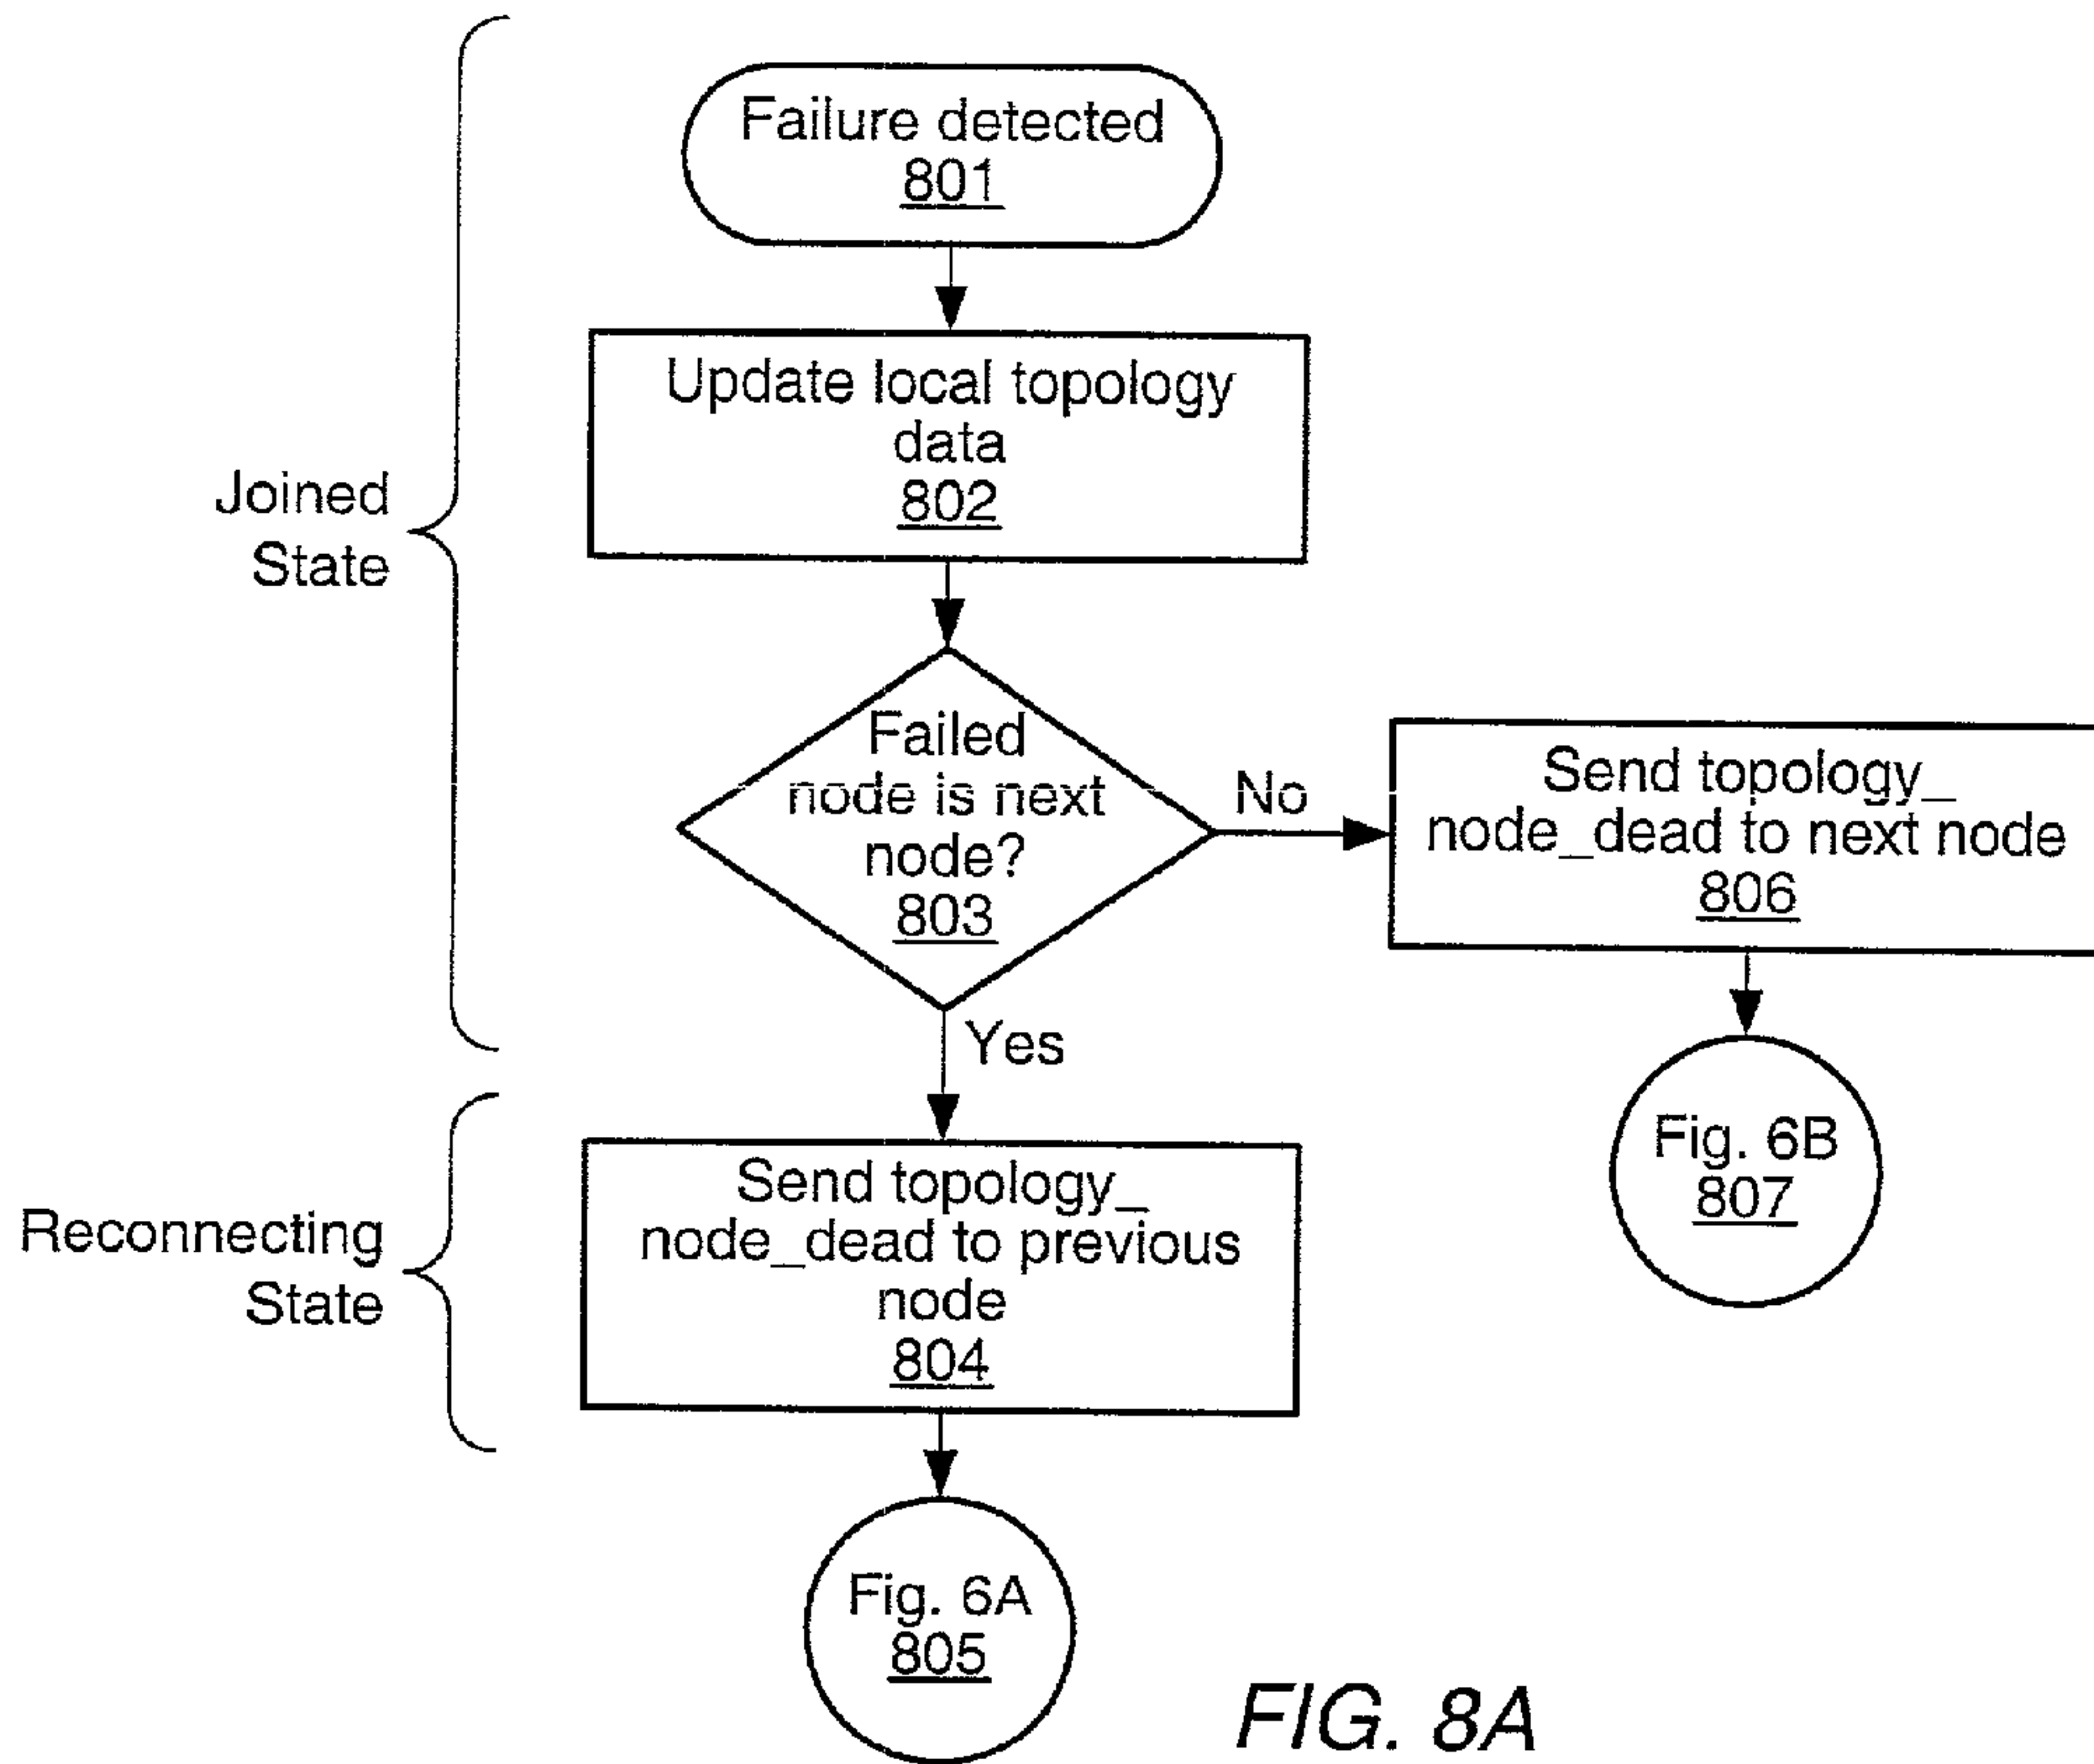 Failure detected
801
Update local topology
data
802
Joined
State
Failed
node is next
node?
803
No
Send topology_
node_dead to next node
806
Yes
Fig. 6B
807
Reconnecting
State
Send topology_
node_dead to previous
node
804
Fig. 6A
805
FIG. 8A